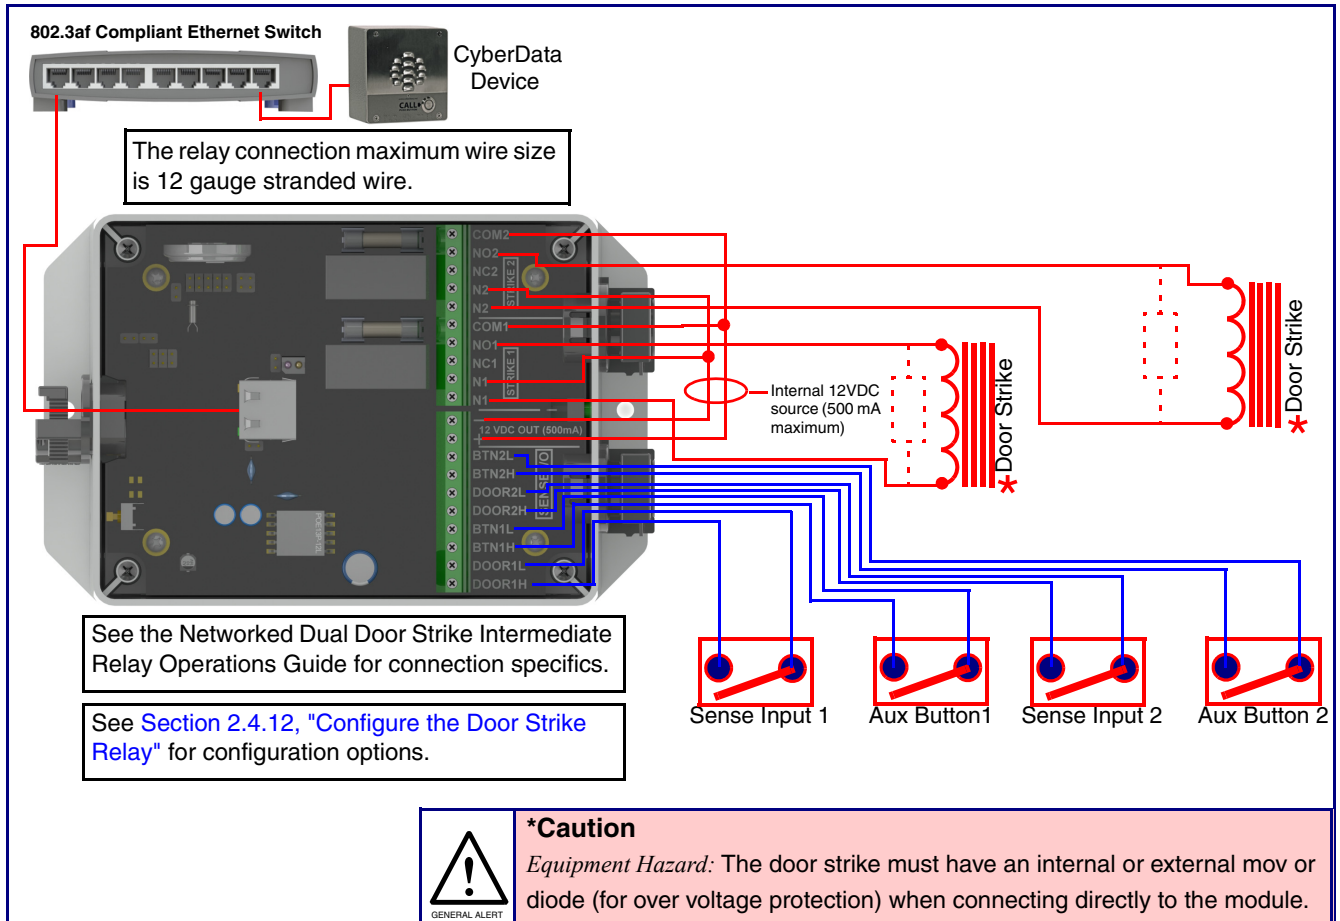 802.3af Compliant Ethernet Switch
CyberData
Device
CALL
The relay connection maximum wire size
is 12 gauge stranded wire.
COM2
NO2
NC2
N2
N2
STRIKE 2
COM1
NO1
NC1
N1
N1
STRIKE 1
-
12 VDC OUT (500mA)
+
BTN2L
BTN2H
DOOR2L
DOOR2H
BTN1L
BTN1H
DOOR1L
DOOR1H
SENSE I/O
POE13P-12L
Internal 12VDC
source (500 mA
maximum)
*Door Strike
*Door Strike
See the Networked Dual Door Strike Intermediate
Relay Operations Guide for connection specifics.
See Section 2.4.12, "Configure the Door Strike
Relay" for configuration options.
Sense Input 1
Aux Button1
Sense Input 2
Aux Button 2
GENERAL ALERT
*Caution
Equipment Hazard: The door strike must have an internal or external mov or
diode (for over voltage protection) when connecting directly to the module.